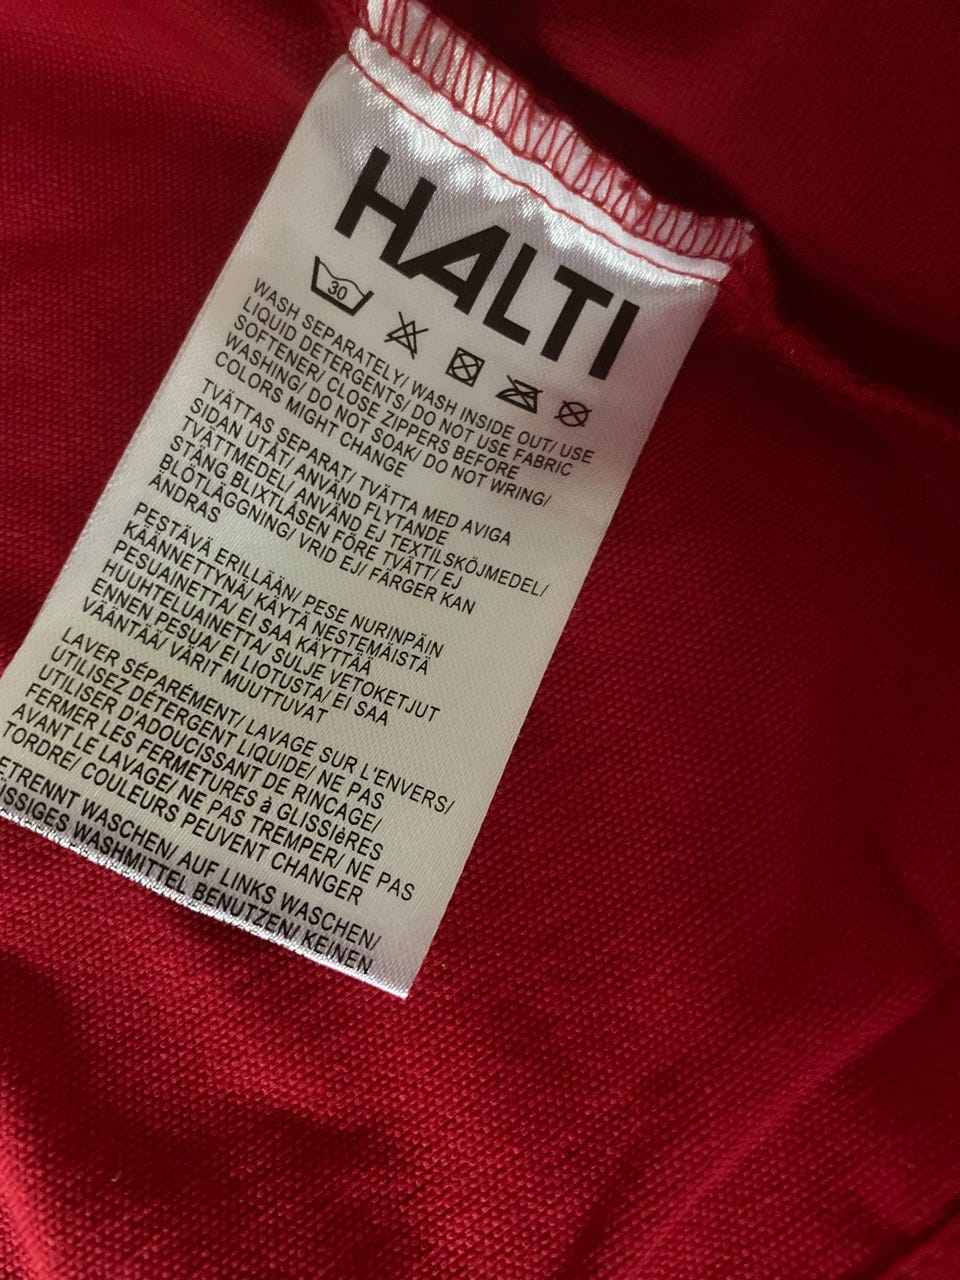 HALTI
30
WASH SEPARATELY/ WASH INSIDE OUT/ USE
LIQUID DETERGENTS/ DO NOT USE FABRIC
SOFTENER/ CLOSE ZIPPERS BEFORE
WASHING/ DO NOT SOAK/ DO NOT WRING/
COLORS MIGHT CHANGE
TVÄTTAS SEPARAT/ TVÄTTA MED AVIGA
SIDAN UTÅT/ ANVÄND FLYTANDE
TVÄTTMEDEL/ ANVÄND EJ TEXTILSKÖJMEDEL/
STÄNG BLIXTLÅSEN FÖRE TVÄTT/ EJ
BLÖTLÄGGNING/ VRID EJ/ FÄRGER KAN
ÄNDRAS
PESTÄVÄ ERILLÄÄN/ PESE NURINPÄIN
KÄÄNNETTYNÄ/ KÄYTÄ NESTEMÄISTÄ
PESUAINETTA/ EI SAA KÄYTTÄÄ
HUUHTELUAINETTA/ SULJE VETOKETJUT
ENNEN PESUA/ EI LIOTUSTA/ EI SAA
VÄÄNTÄÄ/ VÄRIT MUUTTUVAT
LAVER SÉPARÉMENT/ LAVAGE SUR L'ENVERS/
UTILISEZ DÉTERGENT LIQUIDE/ NE PAS
UTILISER D'ADOUCISSANT DE RINCAGE/
FERMER LES FERMETURES à GLISSIèRES
AVANT LE LAVAGE/ NE PAS TREMPER/ NE PAS
TORDRE/ COULEURS PEUVENT CHANGER
ETRENNT WASCHEN/ AUF LINKS WASCHEN/
ÜSSIGES WASHMITTEL BENUTZEN/ KEINEN